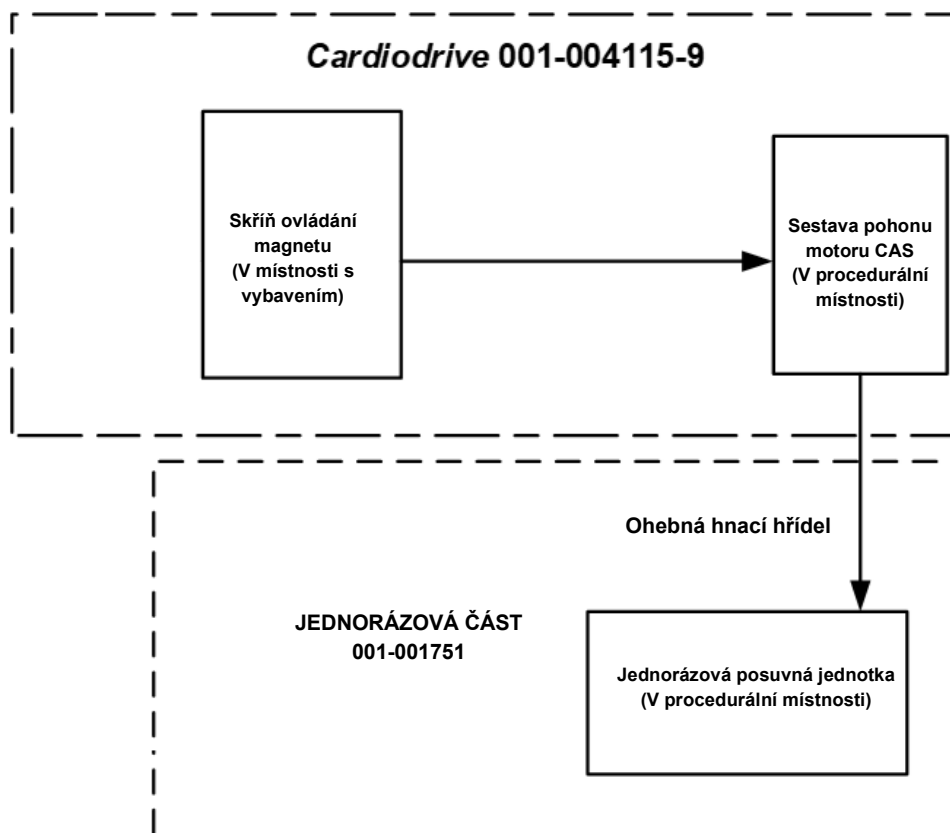 Cardiodrive 001-004115-9
Skříň ovládání
magnetu
(V místnosti s
vybavením)
Sestava pohonu
motoru CAS
(V procedurální
místnosti)
Ohebná hnací hřídel
JEDNORÁZOVÁ ČÁST
001-001751
Jednorázová posuvná jednotka
(V procedurální místnosti)